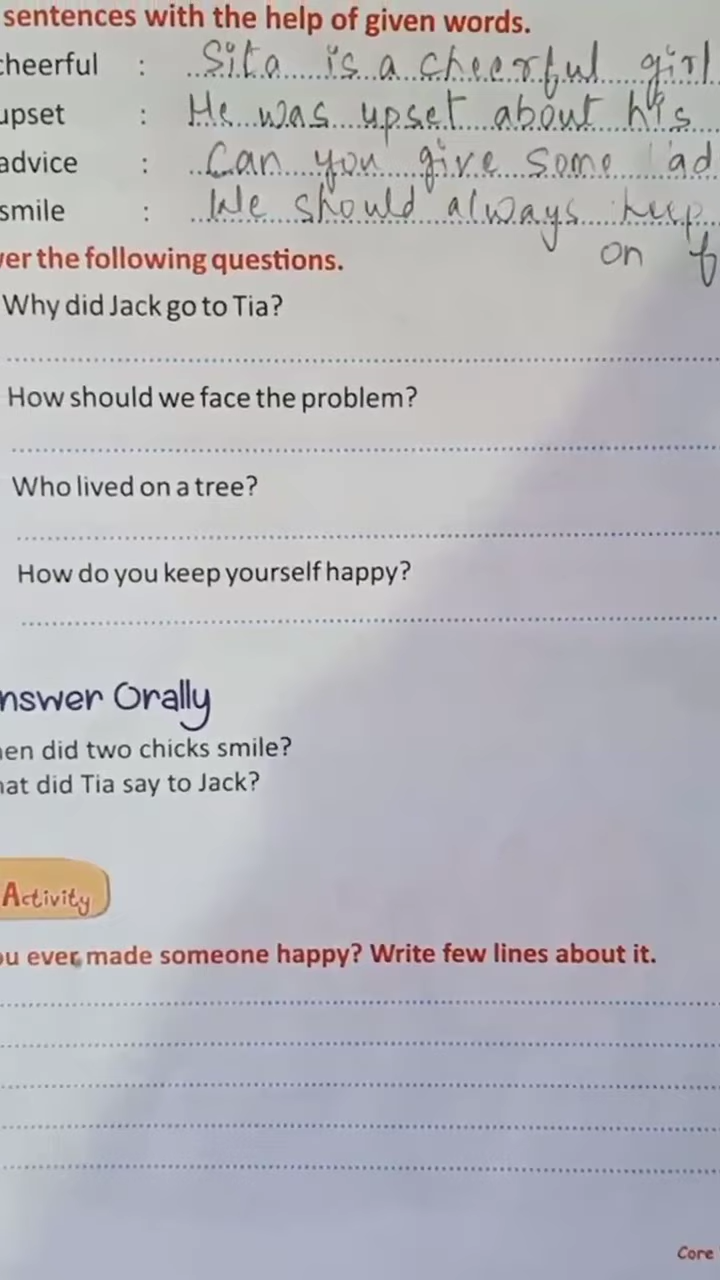 sentences with the help of given words.
cheerful : Sita is a cheerful girl
upset : He was upset about his
advice : Can you give some ad
smile : We should always keep
on f
er the following questions.
Why did Jack go to Tia?
How should we face the problem?
Who lived on a tree?
How do you keep yourself happy?
nswer Orally
en did two chicks smile?
at did Tia say to Jack?
Activity
ou ever made someone happy? Write few lines about it.
Core